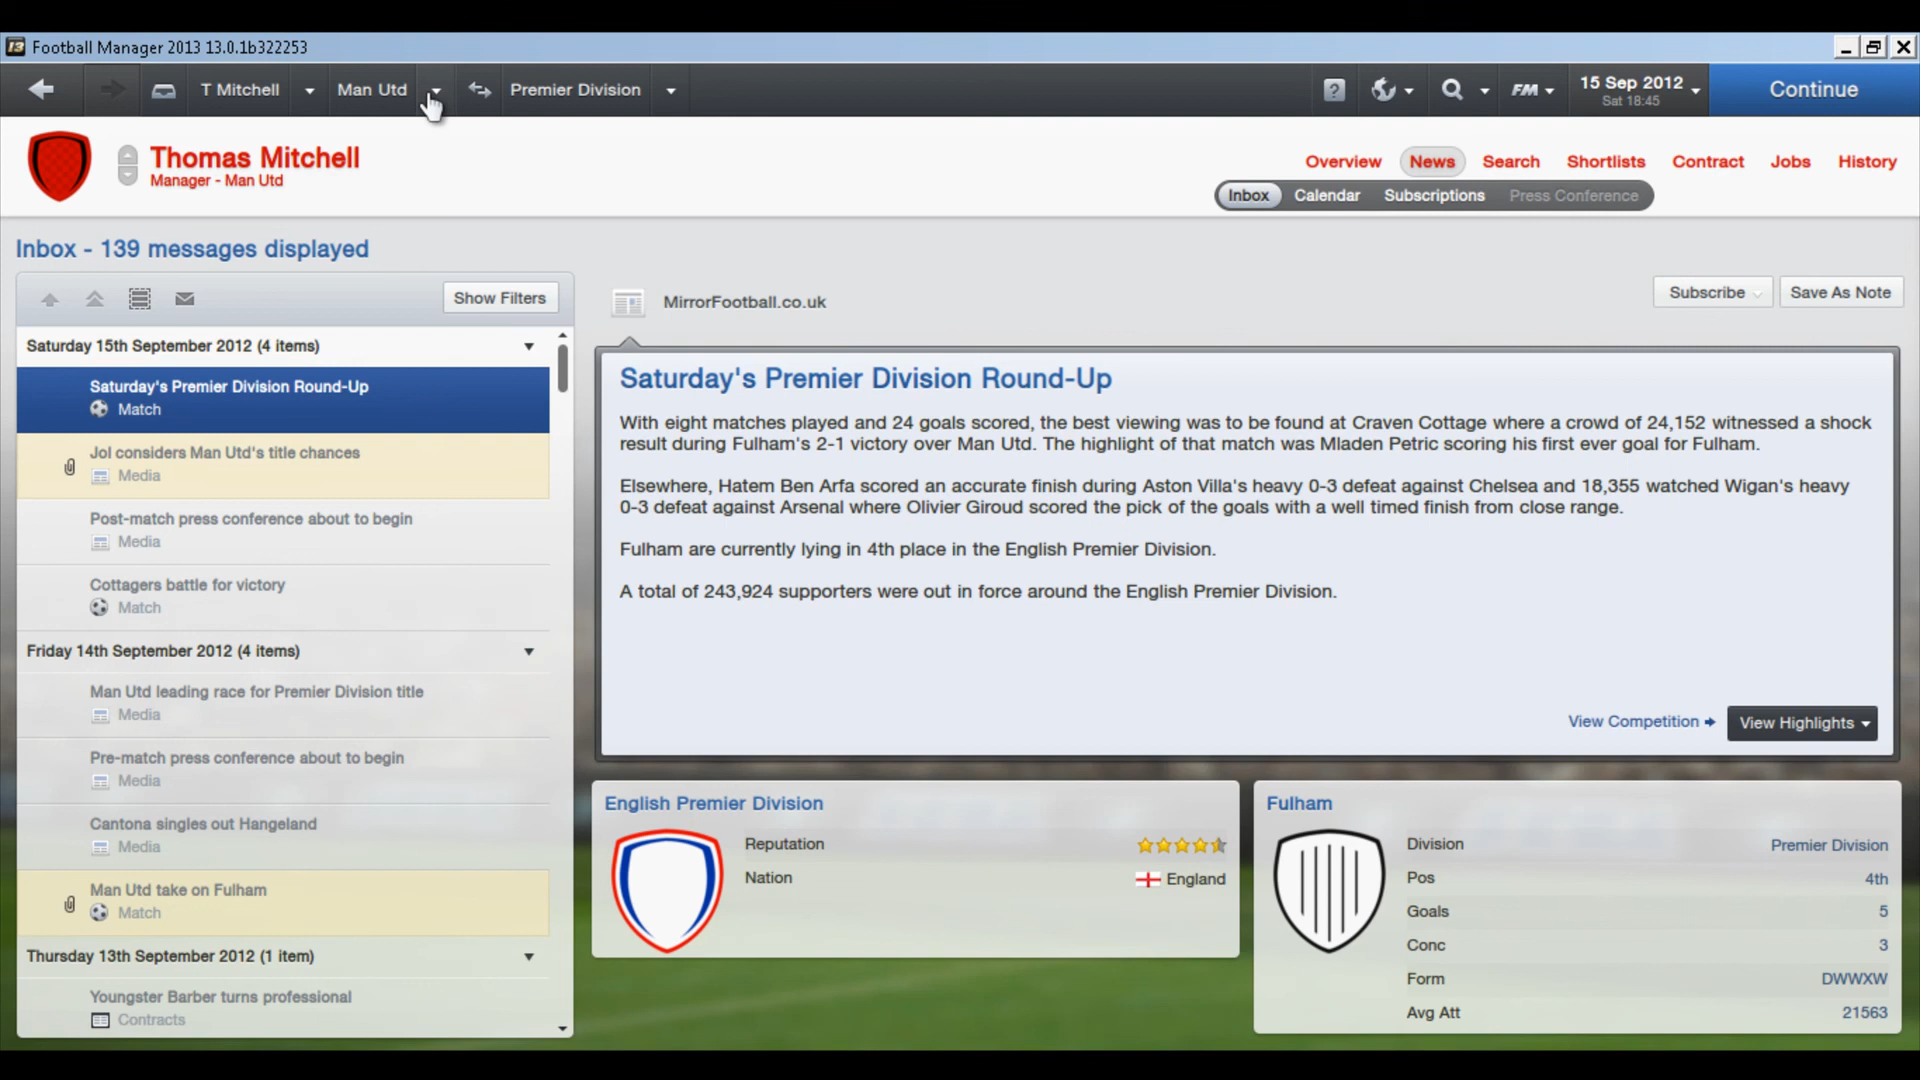 Football Manager 2013 13.0.1b322253
T Mitchell
Man Utd
Premier Division
?
FM
15 Sep 2012
Sat 18:45
Continue
Thomas Mitchell
Manager - Man Utd
Overview
News
Search
Shortlists
Contract
Jobs
History
Inbox
Calendar
Subscriptions
Press Conference
Inbox - 139 messages displayed
Show Filters
Saturday 15th September 2012 (4 items)
Saturday's Premier Division Round-Up
Match
Jol considers Man Utd's title chances
Media
Post-match press conference about to begin
Media
Cottagers battle for victory
Match
Friday 14th September 2012 (4 items)
Man Utd leading race for Premier Division title
Media
Pre-match press conference about to begin
Media
Cantona singles out Hangeland
Media
Man Utd take on Fulham
Match
Thursday 13th September 2012 (1 item)
Youngster Barber turns professional
Contracts
MirrorFootball.co.uk
Subscribe
Save As Note
Saturday's Premier Division Round-Up
With eight matches played and 24 goals scored, the best viewing was to be found at Craven Cottage where a crowd of 24,152 witnessed a shock
result during Fulham's 2-1 victory over Man Utd. The highlight of that match was Mladen Petric scoring his first ever goal for Fulham.
Elsewhere, Hatem Ben Arfa scored an accurate finish during Aston Villa's heavy 0-3 defeat against Chelsea and 18,355 watched Wigan's heavy
0-3 defeat against Arsenal where Olivier Giroud scored the pick of the goals with a well timed finish from close range.
Fulham are currently lying in 4th place in the English Premier Division.
A total of 243,924 supporters were out in force around the English Premier Division.
View Competition
View Highlights
English Premier Division
Reputation
Nation
England
Fulham
Division
Premier Division
Pos
4th
Goals
5
Conc
3
Form
DWWXW
Avg Att
21563